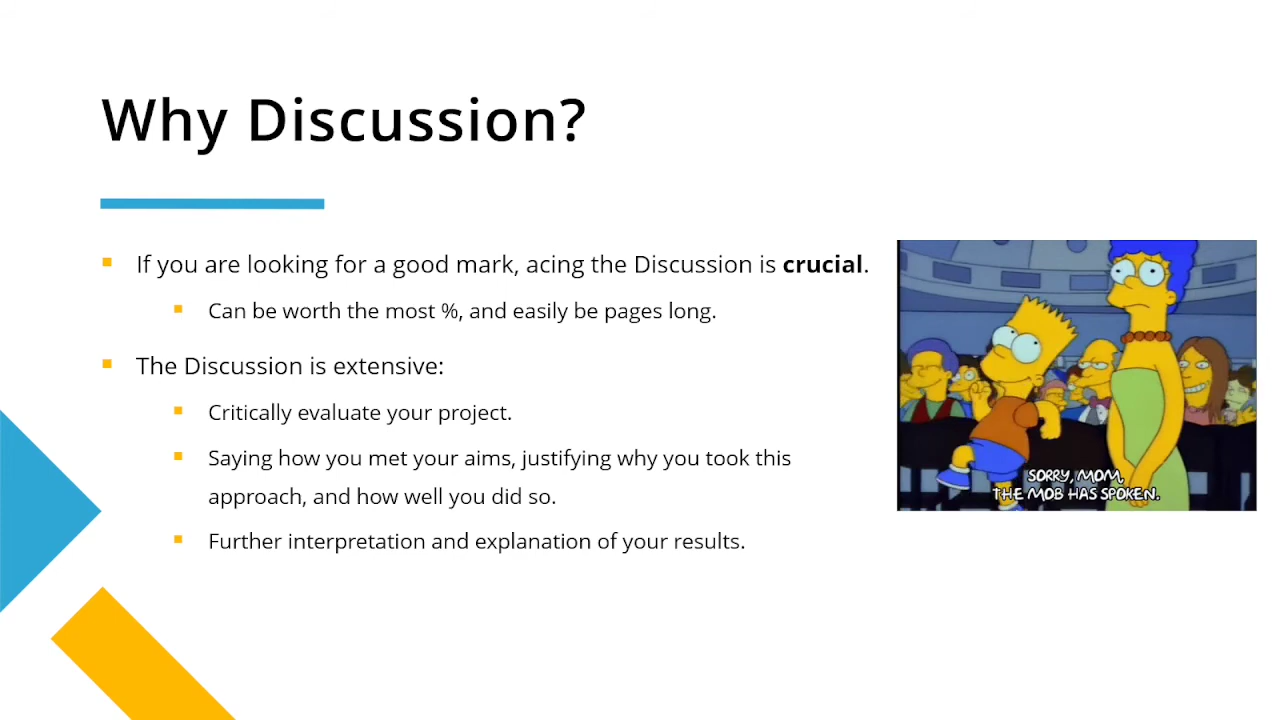 Why Discussion?
If you are looking for a good mark, acing the Discussion is crucial.
Can be worth the most %, and easily be pages long.
The Discussion is extensive:
Critically evaluate your project.
Saying how you met your aims, justifying why you took this
approach, and how well you did so.
Further interpretation and explanation of your results.
SORRY, MOM,
THE MOB HAS SPOKEN.